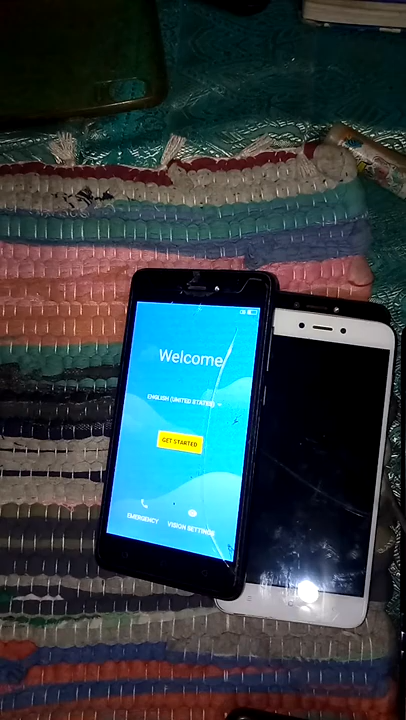 Welcome
ENGLISH (UNITED STATES)
GET STARTED
EMERGENCY
VISION SETTINGS